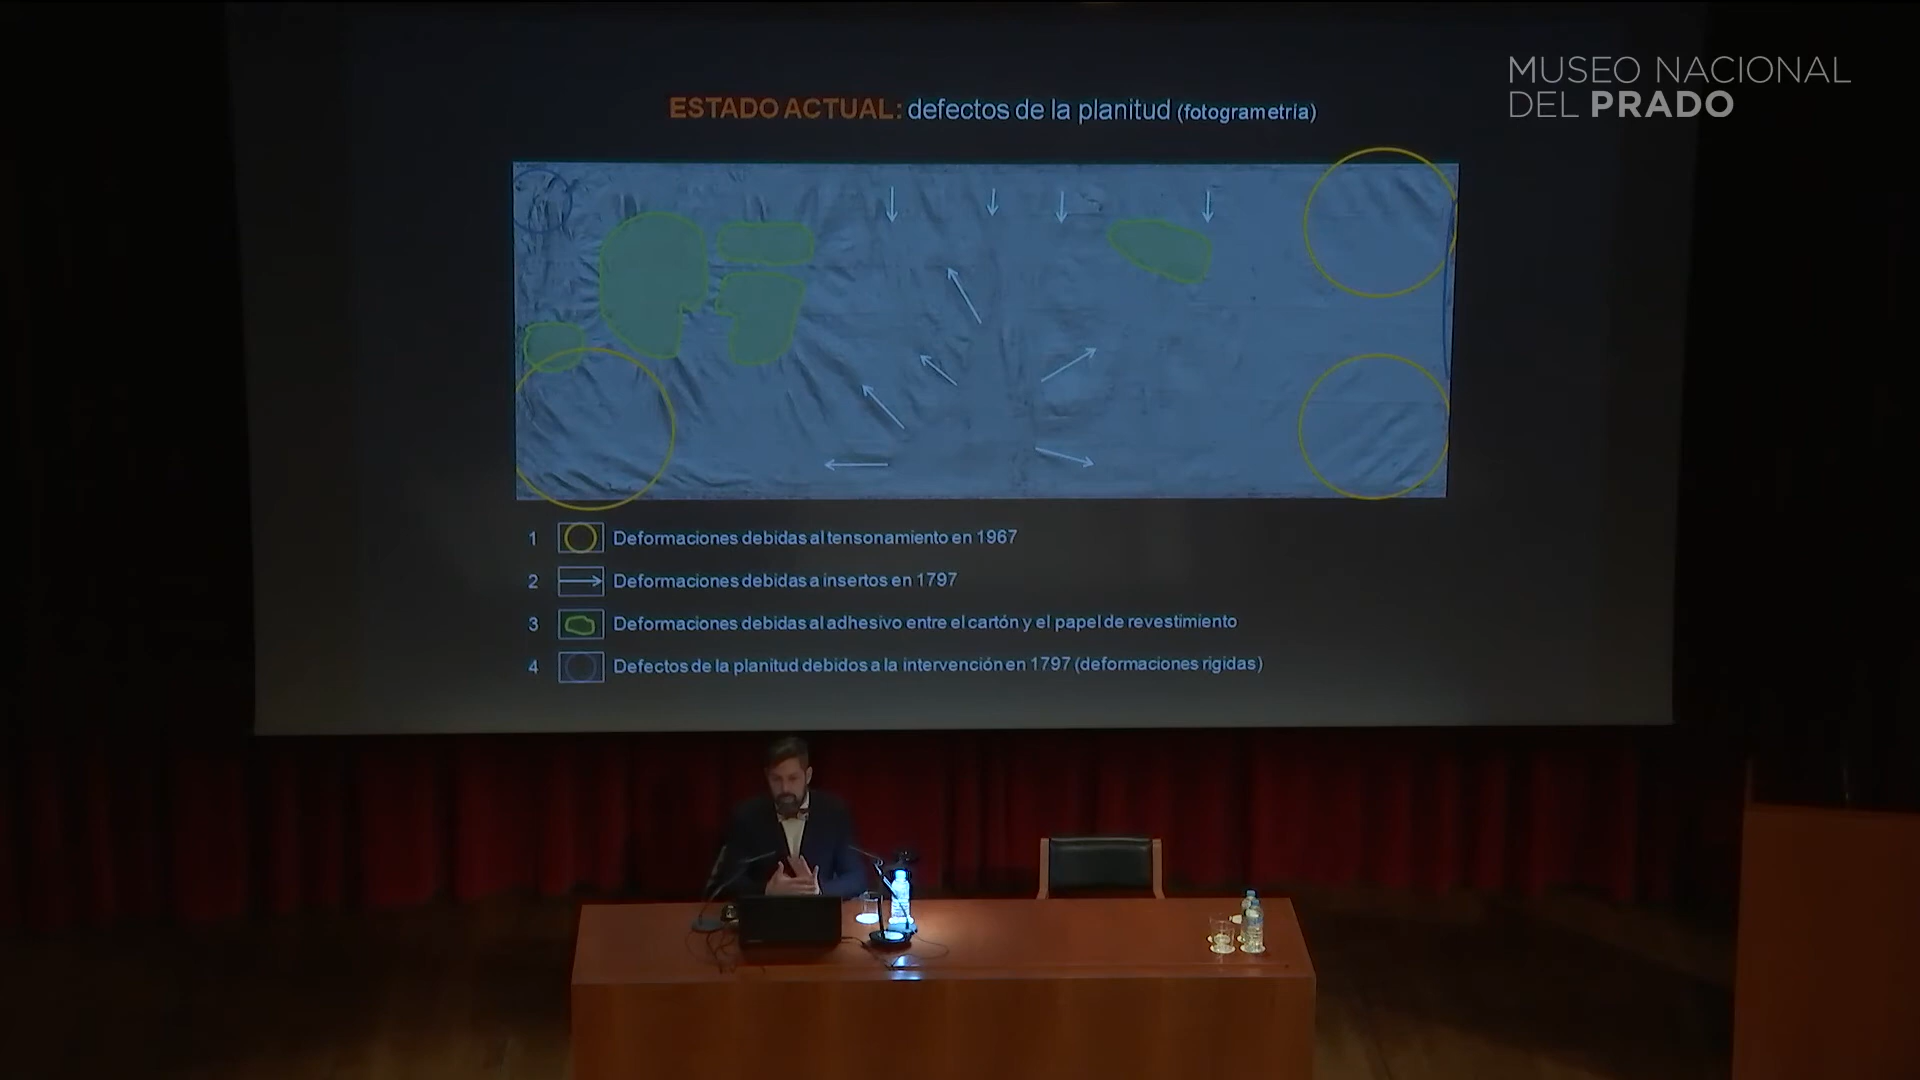 MUSEO NACIONAL
DEL PRADO
ESTADO ACTUAL: defectos de la planitud (fotogrametría)
1 Deformaciones debidas al tensonamiento en 1967
2 Deformaciones debidas a insertos en 1797
3 Deformaciones debidas al adhesivo entre el cartón y el papel de revestimiento
4 Defectos de la planitud debidos a la intervención en 1797 (deformaciones rigidas)